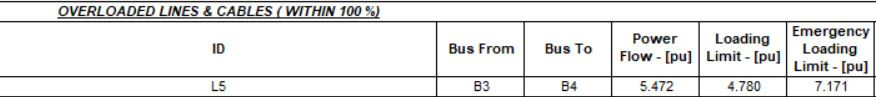 OVERLOADED LINES & CABLES ( WITHIN 100 %)
ID Bus From Bus To Power Flow - [pu] Loading Limit - [pu] Emergency Loading Limit - [pu]
L5 B3 B4 5.472 4.780 7.171